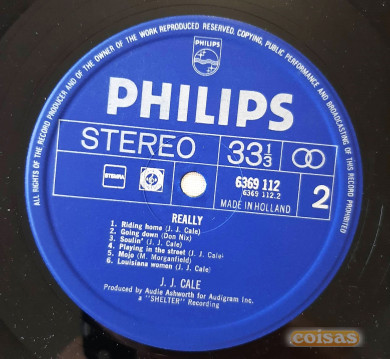 ALL RIGHTS OF THE RECORD PRODUCER AND OF THE OWNER OF THE WORK REPRODUCED RESERVED. COPYING, PUBLIC PERFORMANCE AND BROADCASTING OF THIS RECORD PROHIBITED
PHILIPS
PHILIPS
STEREO
33 1/3
STEMRA
6369 112
6369 112.2
MADE IN HOLLAND
2
REALLY
1. Riding home (J. J. Cale)
2. Going down (Don Nix)
3. Soulin' (J. J. Cale)
4. Playing in the street (J. J. Cale)
5. Mojo (M. Morganfield)
6. Louisiana women (J. J. Cale)
J. J. CALE
Produced by Audie Ashworth for Audigram Inc.
a "SHELTER" Recording
coisas